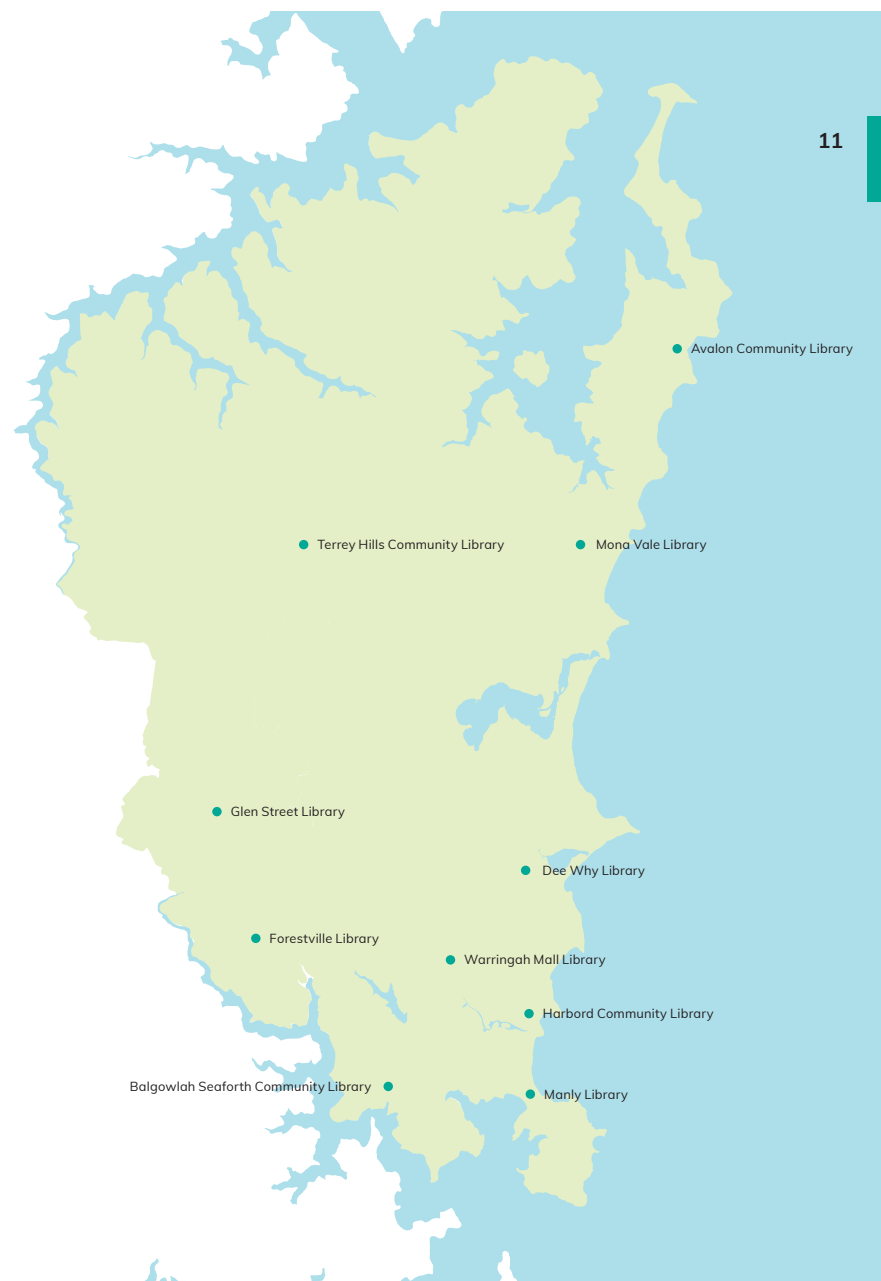 11
Avalon Community Library
Terrey Hills Community Library
Mona Vale Library
Glen Street Library
Dee Why Library
Forestville Library
Warringah Mall Library
Harbord Community Library
Balgowlah Seaforth Community Library
Manly Library